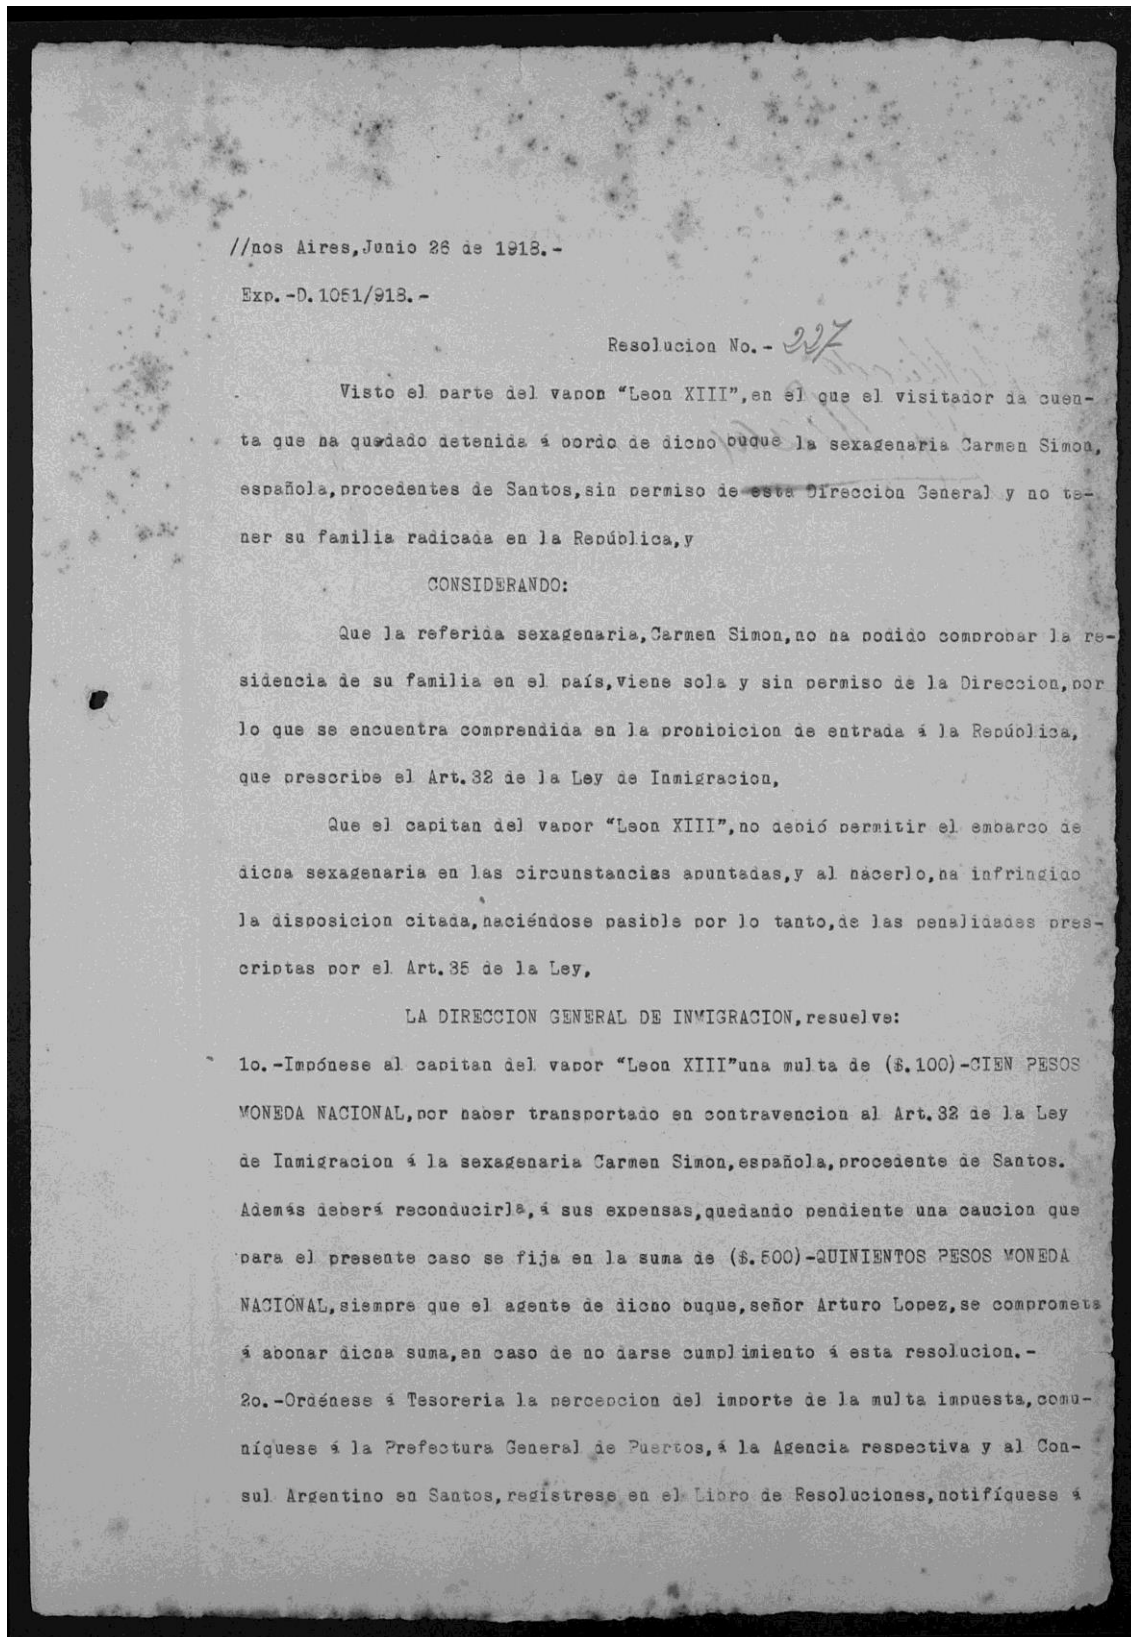 //nos Aires,Junio 26 de 1918.-
Exp.-D.1051/918.-
Resolucion No.- 227
Visto el parte del vapor "Leon XIII",en el que el visitador da cuen-
ta que ha quedado detenida á bordo de dicho buque la sexagenaria Carmen Simon,
española,procedentes de Santos,sin permiso de esta Dirección General y no te-
ner su familia radicada en la República,y
CONSIDERANDO:
Que la referida sexagenaria,Carmen Simon,no ha podido comprobar la re-
sidencia de su familia en el país,viene sola y sin permiso de la Direccion,por
lo que se encuentra comprendida en la prohibicion de entrada á la República,
que prescribe el Art.32 de la Ley de Inmigracion,
Que el capitan del vapor "Leon XIII",no debió permitir el embarco de
dicha sexagenaria en las circunstancias apuntadas,y al hacerlo,ha infringido
la disposicion citada,haciéndose pasible por lo tanto,de las penalidades pres-
criptas por el Art.35 de la Ley,
LA DIRECCION GENERAL DE INMIGRACION,resuelve:
1o.-Impónese al capitan del vapor "Leon XIII"una multa de ($.100)-CIEN PESOS
MONEDA NACIONAL,por haber transportado en contravencion al Art.32 de la Ley
de Inmigracion á la sexagenaria Carmen Simon,española,procedente de Santos.
Además deberá reconducirla,á sus expensas,quedando pendiente una caucion que
para el presente caso se fija en la suma de ($.500)-QUINIENTOS PESOS MONEDA
NACIONAL,siempre que el agente de dicho buque,señor Arturo Lopez,se comprometa
á abonar dicha suma,en caso de no darse cumplimiento á esta resolucion.-
2o.-Ordénese á Tesoreria la percepcion del importe de la multa impuesta,comu-
níquese á la Prefectura General de Puertos,á la Agencia respectiva y al Con-
sul Argentino en Santos,regístrese en el Libro de Resoluciones,notifíquese á